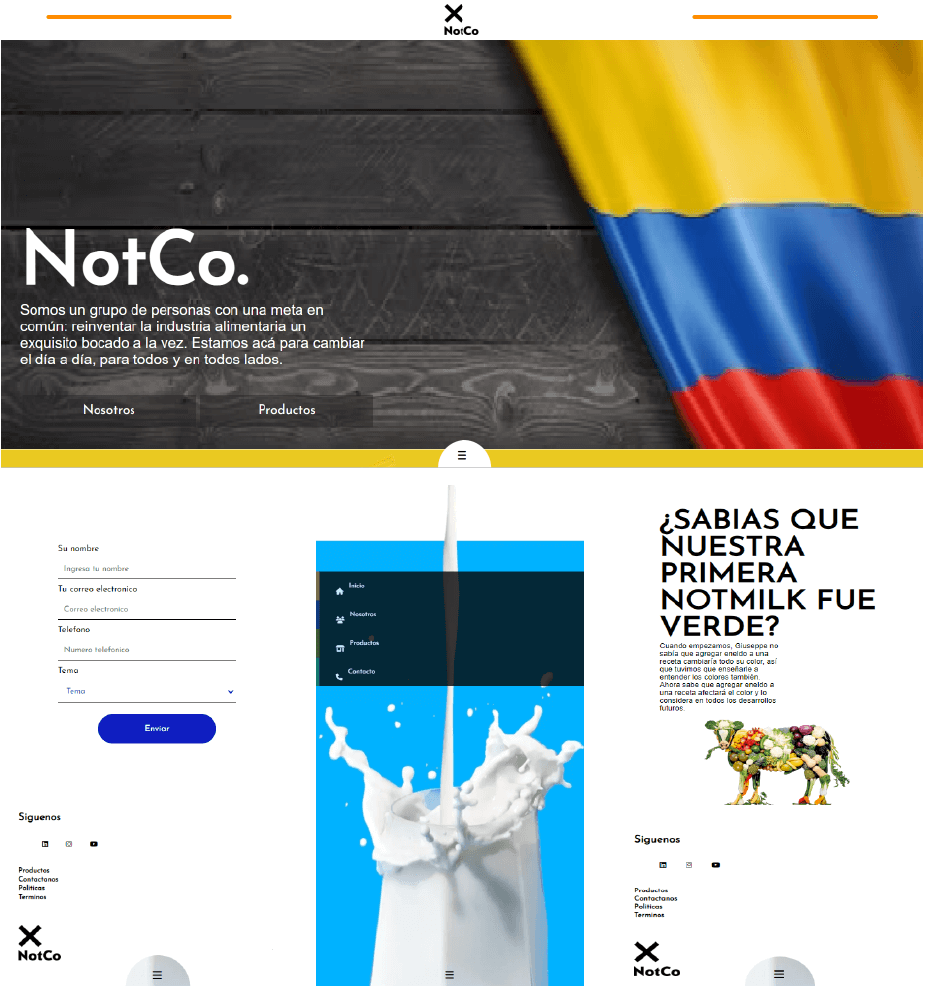 NotCo
NotCo.
Somos un grupo de personas con una meta en
común: reinventar la industria alimentaria un
exquisito bocado a la vez. Estamos acá para cambiar
el día a día, para todos y en todos lados.
Nosotros
Productos
Su nombre
Ingresa tu nombre
Tu correo electronico
Correo electronico
Telefono
Numero telefonico
Tema
Tema
Enviar
Siguenos
Productos
Contactanos
Politicas
Terminos
NotCo
Inicio
Nosotros
Productos
Contacto
¿SABIAS QUE
NUESTRA
PRIMERA
NOTMILK FUE
VERDE?
Cuando empezamos, Giuseppe no
sabía que agregar eneldo a una
receta cambiaría todo su color, así
que tuvimos que enseñarle a
entender los colores también.
Ahora sabe que agregar eneldo a
una receta afectará el color y lo
considera en todos los desarrollos
futuros.
Siguenos
Productos
Contactanos
Politicas
Terminos
NotCo